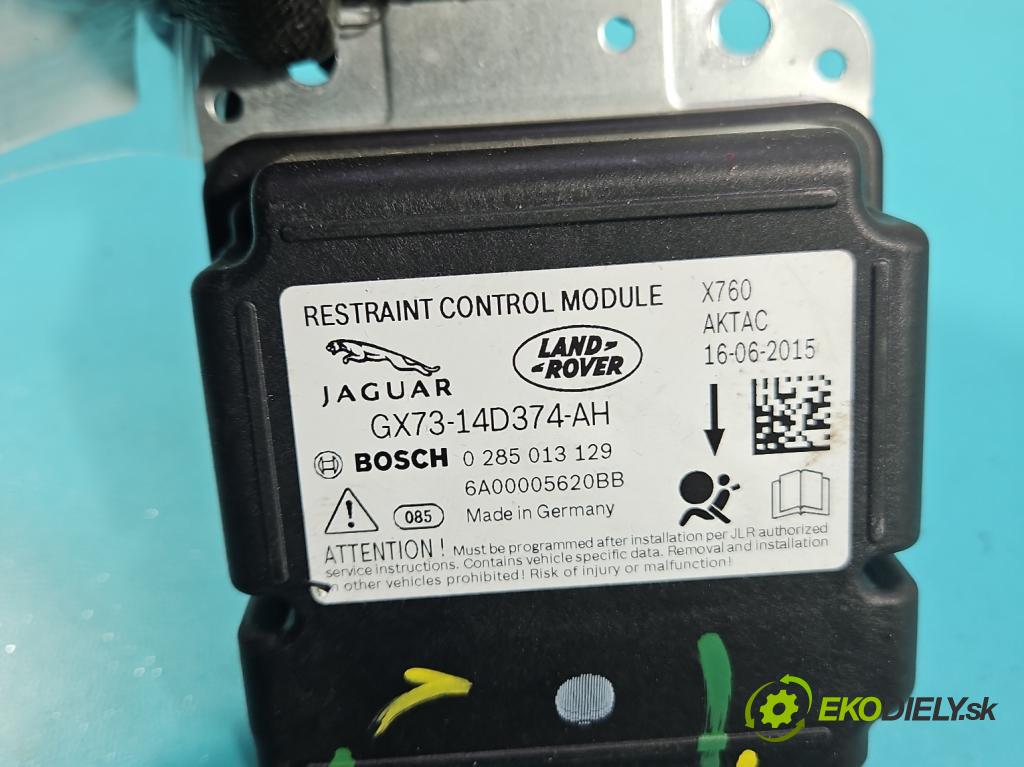 RESTRAINT CONTROL MODULE
X760
AKTAC
16-06-2015
JAGUAR
LAND-
-ROVER
GX73-14D374-AH
BOSCH 0 285 013 129
6A00005620BB
085 Made in Germany
ATTENTION! Must be programmed after installation per JLR authorized
service instructions. Contains vehicle specific data. Removal and installation
in other vehicles prohibited! Risk of injury or malfunction!
EKODIELY.sk